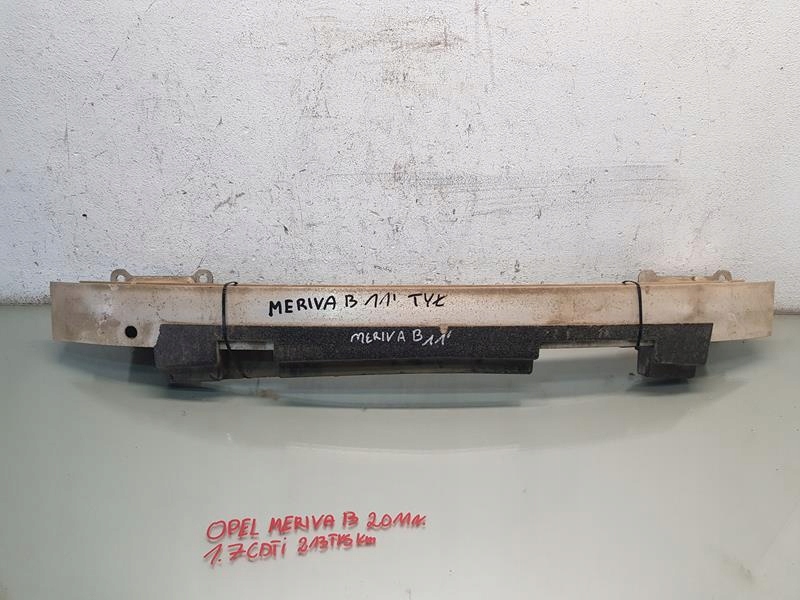 MERIVA B 11' TYŁ
MERIVA B 11'
OPEL MERIVA B 2011r.
1.7CDTi 213TYS km